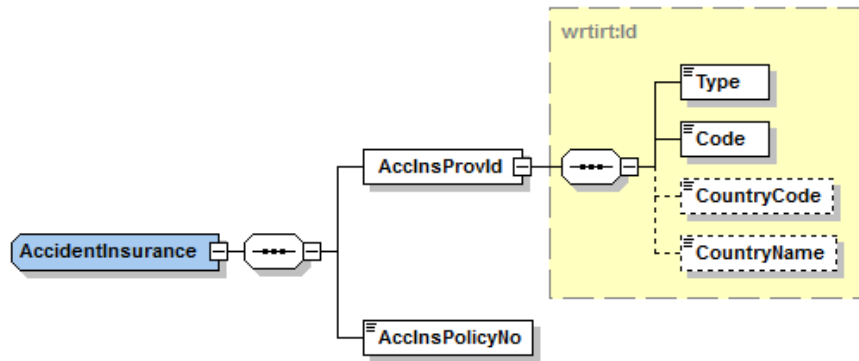 wrtirt:Id
Type
Code
AccInsProvId
CountryCode
AccidentInsurance
CountryName
AccInsPolicyNo